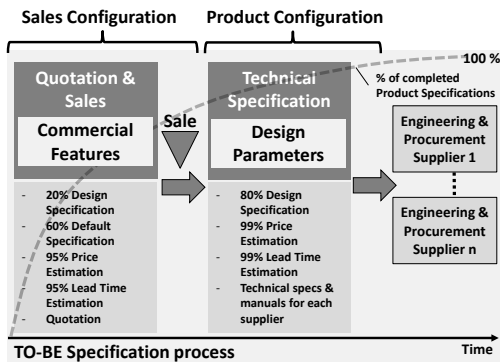 Sales Configuration
Product Configuration
100 %
% of completed
Product Specifications
Quotation &
Sales
Commercial
Features
Sale
Technical
Specification
Design
Parameters
Engineering &
Procurement
Supplier 1
Engineering &
Procurement
Supplier n
- 20% Design
Specification
- 60% Default
Specification
- 95% Price
Estimation
- 95% Lead Time
Estimation
- Quotation
- 80% Design
Specification
- 99% Price
Estimation
- 99% Lead Time
Estimation
- Technical specs &
manuals for each
supplier
TO-BE Specification process
Time